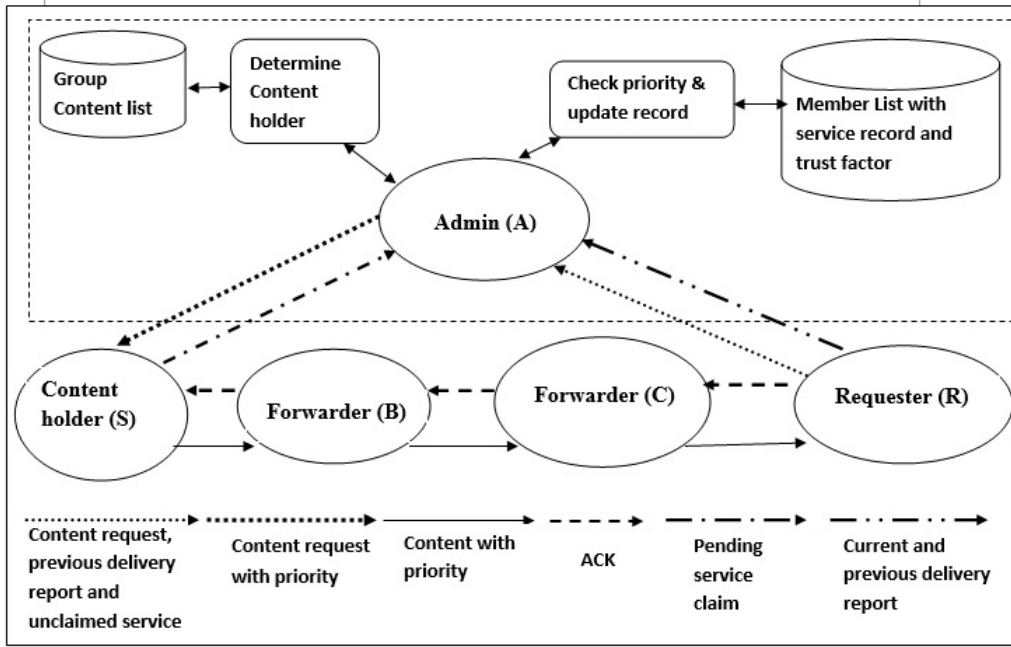 Group
Content list
Determine
Content
holder
Check priority &
update record
Member List with
service record and
trust factor
Admin (A)
Content
holder (S)
Forwarder (B)
Forwarder (C)
Requester (R)
Content request,
previous delivery
report and
unclaimed service
Content request
with priority
Content with
priority
ACK
Pending
service
claim
Current and
previous delivery
report